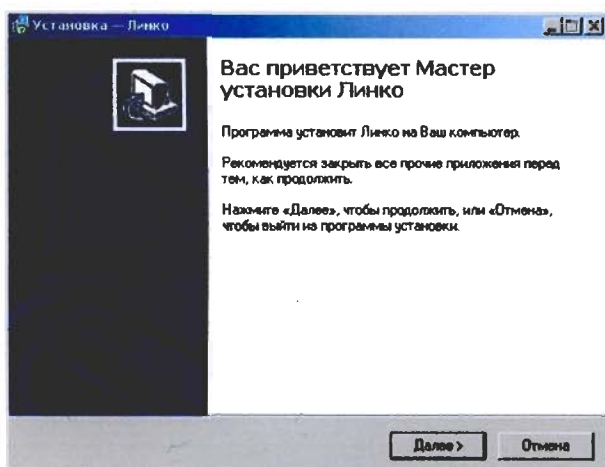 Установка — Линко
Вас приветствует Мастер
установки Линко
Программа установит Линко на Ваш компьютер.
Рекомендуется закрыть все прочие приложения перед
тем, как продолжить.
Нажмите «Далее», чтобы продолжить, или «Отмена»,
чтобы выйти из программы установки.
Далее >
Отмена